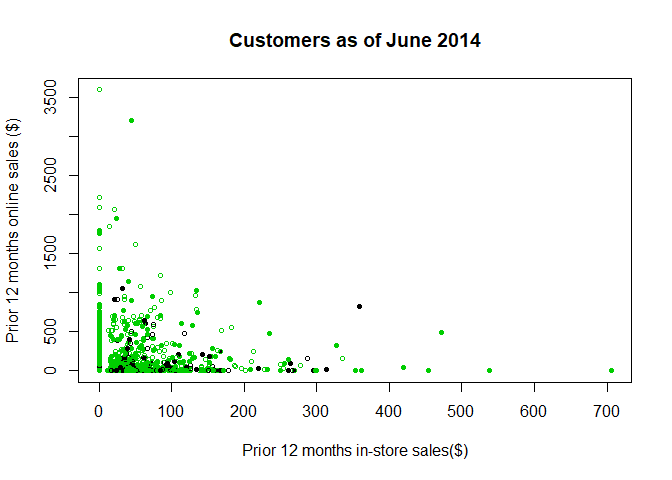 Customers as of June 2014
Prior 12 months online sales ($)
3500
2500
1500
500
0
0 100 200 300 400 500 600 700
Prior 12 months in-store sales($)